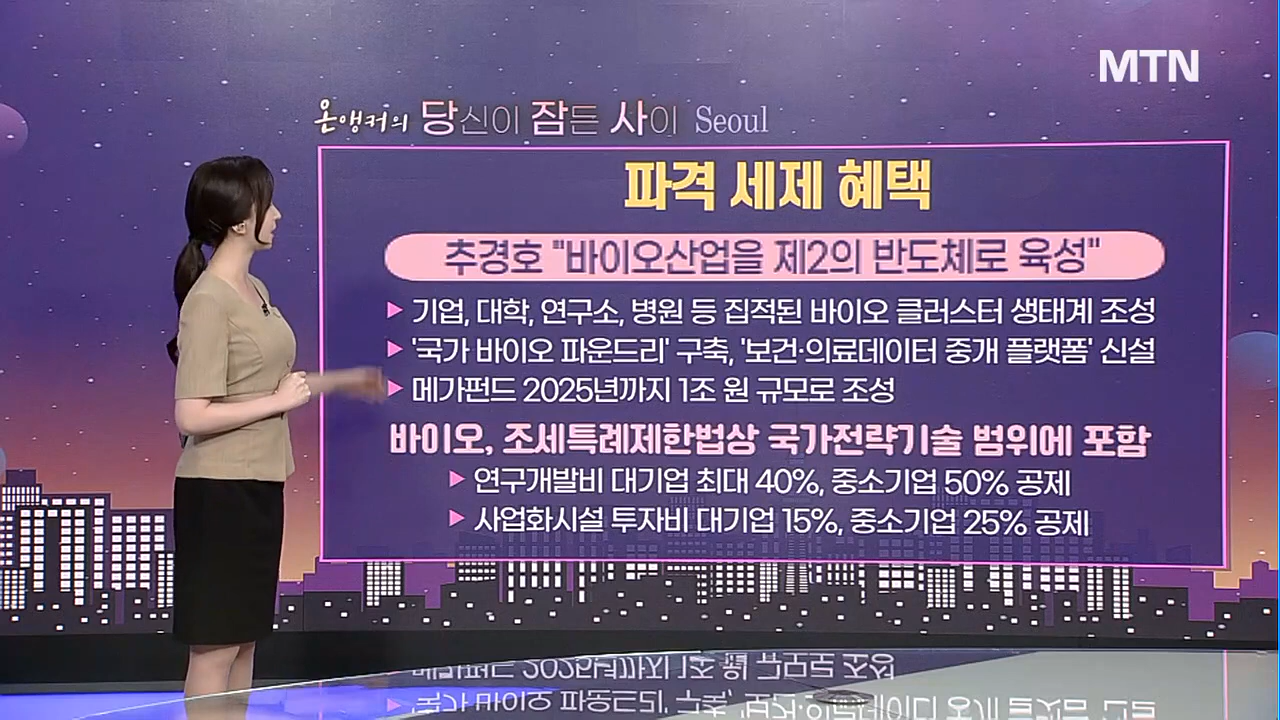 MTN
온앵커의 당신이 잠든 사이 Seoul
파격 세제 혜택
추경호 "바이오산업을 제2의 반도체로 육성"
▶ 기업, 대학, 연구소, 병원 등 집적된 바이오 클러스터 생태계 조성
▶ '국가 바이오 파운드리' 구축, '보건·의료데이터 중개 플랫폼' 신설
▶ 메가펀드 2025년까지 1조 원 규모로 조성
바이오, 조세특례제한법상 국가전략기술 범위에 포함
▶ 연구개발비 대기업 최대 40%, 중소기업 50% 공제
▶ 사업화시설 투자비 대기업 15%, 중소기업 25% 공제